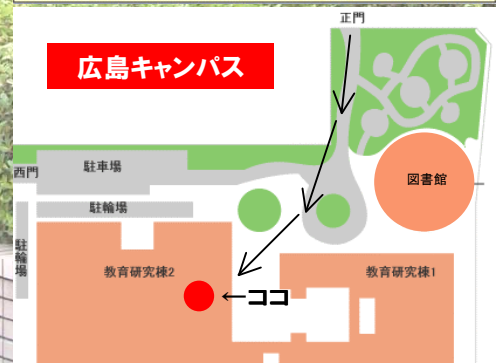 正門
広島キャンパス
図書館
西門
駐車場
駐輪場
駐輪場
教育研究棟2
教育研究棟1
←ココ